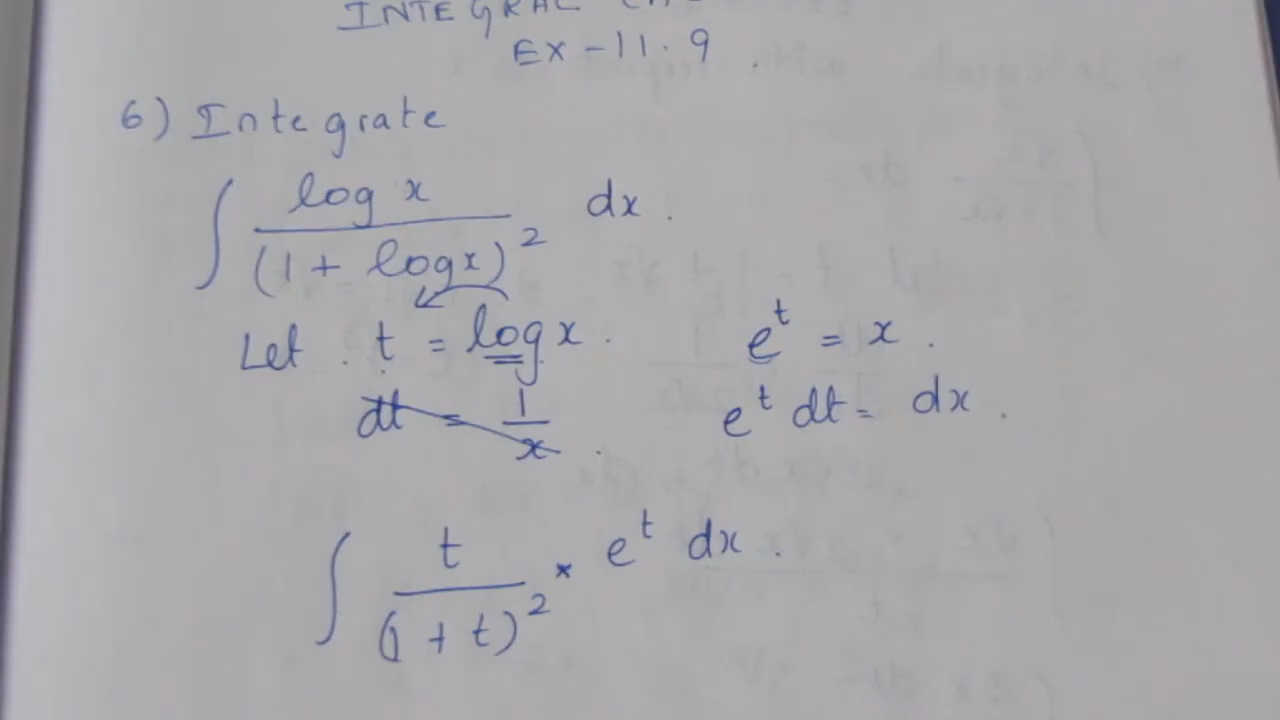 INTEGRAL
EX-11.9
6) Integrate
∫ log x / (1 + log x)² dx.
Let t = log x. e^t = x.
dt = 1/x. e^t dt = dx.
∫ t / (1 + t)² × e^t dx.